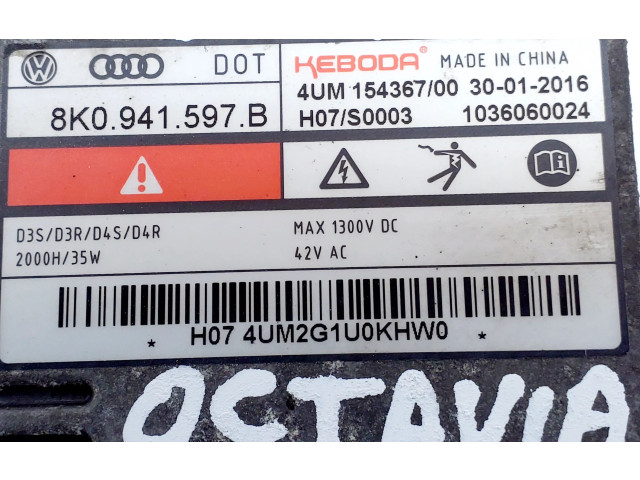 VW DOT
8K0.941.597.B
KEBODA® MADE IN CHINA
4UM 154367/00 30-01-2016
H07/S0003 1036060024
D3S/D3R/D4S/D4R
2000H/35W
MAX 1300V DC
42V AC
* H07 4UM2G1U0KHW0 *
OCTAVIA